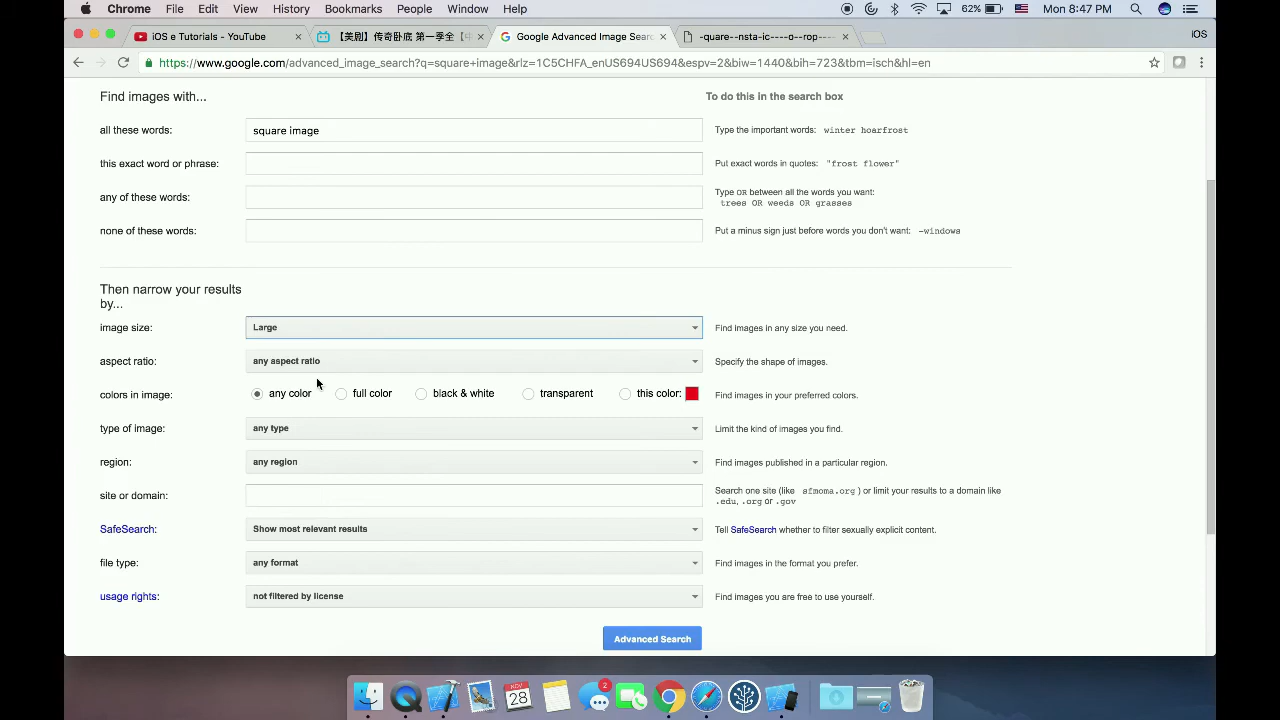 Chrome File Edit View History Bookmarks People Window Help 62% Mon 8:47 PM
iOS e Tutorials - YouTube
【美剧】传奇卧底 第一季全【中
Google Advanced Image Searc
-quare--nsta-ic----o--rop----
iOS
https://www.google.com/advanced_image_search?q=square+image&rlz=1C5CHFA_enUS694US694&espv=2&biw=1440&bih=723&tbm=isch&hl=en
Find images with...
To do this in the search box
all these words:
square image
Type the important words: winter hoarfrost
this exact word or phrase:
Put exact words in quotes: "frost flower"
any of these words:
Type OR between all the words you want:
trees OR weeds OR grasses
none of these words:
Put a minus sign just before words you don't want: -windows
Then narrow your results
by...
image size:
Large
Find images in any size you need.
aspect ratio:
any aspect ratio
Specify the shape of images.
colors in image:
any color
full color
black & white
transparent
this color:
Find images in your preferred colors.
type of image:
any type
Limit the kind of images you find.
region:
any region
Find images published in a particular region.
site or domain:
Search one site (like sfmoma.org ) or limit your results to a domain like
.edu, .org or .gov
SafeSearch:
Show most relevant results
Tell SafeSearch whether to filter sexually explicit content.
file type:
any format
Find images in the format you prefer.
usage rights:
not filtered by license
Find images you are free to use yourself.
Advanced Search
NOV
28
2